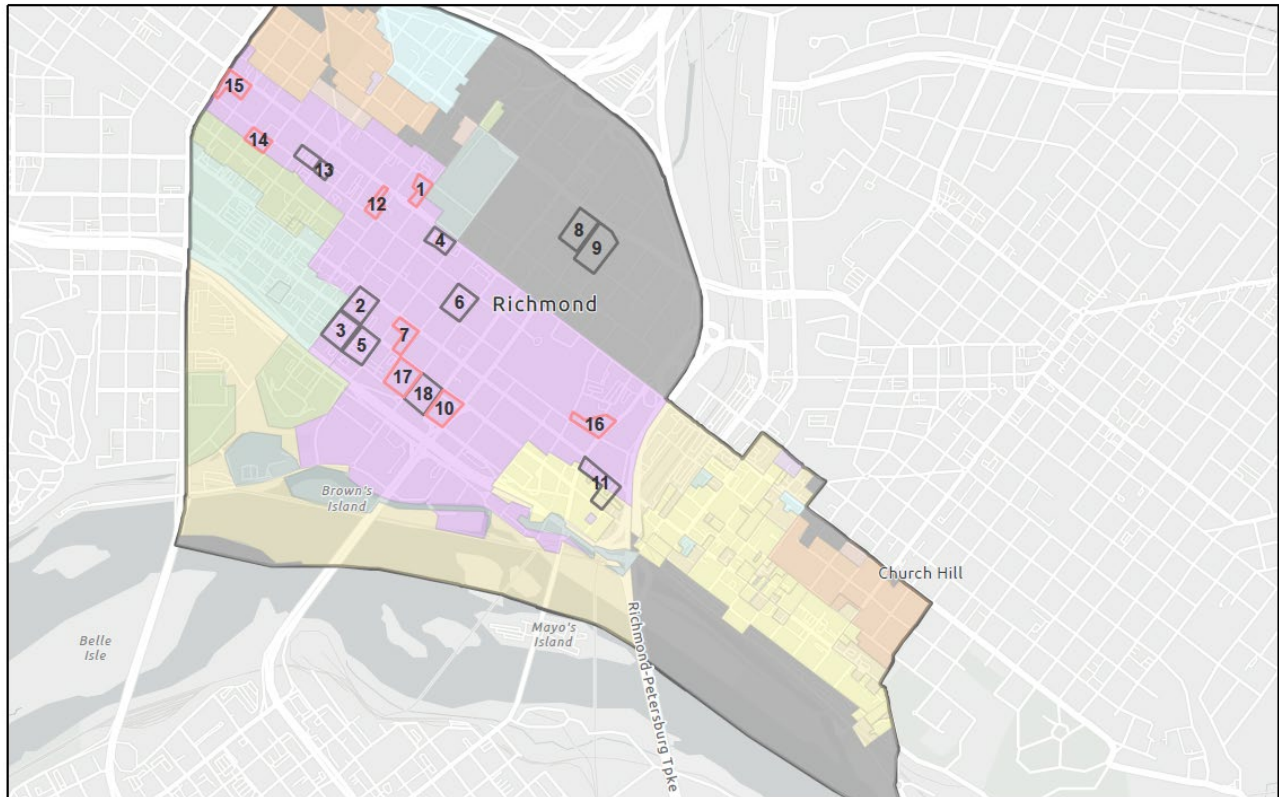 15
14
13
1
12
4
8
9
6
Richmond
2
3
5
7
17
18
10
16
11
Brown's
Island
Church Hill
Belle
Isle
Mayo's
Island
Richmond-Petersburg Tpke